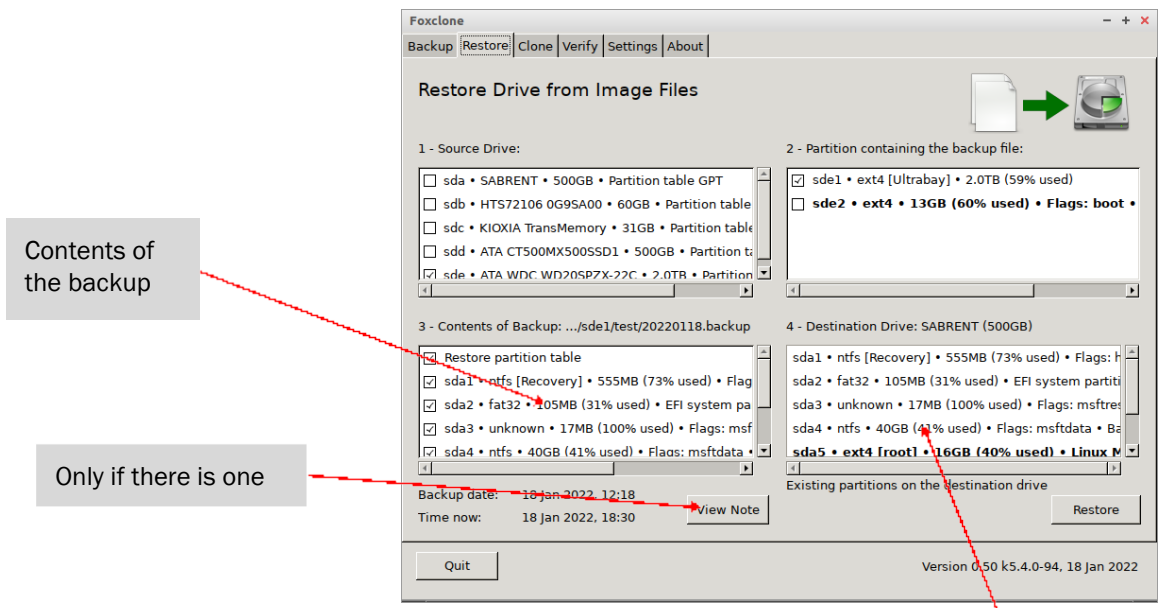 Foxclone
Backup Restore Clone Verify Settings About
Restore Drive from Image Files
1 - Source Drive:
sda • SABRENT • 500GB • Partition table GPT
sdb • HTS72106 0G9SA00 • 60GB • Partition table
sdc • KIOXIA TransMemory • 31GB • Partition table
sdd • ATA CT500MX500SSD1 • 500GB • Partition ta
sde • ATA WDC WD20SPZX-22C • 2.0TB • Partition
2 - Partition containing the backup file:
sde1 • ext4 [Ultrabay] • 2.0TB (59% used)
sde2 • ext4 • 13GB (60% used) • Flags: boot •
Contents of
the backup
3 - Contents of Backup: .../sde1/test/20220118.backup
Restore partition table
sda1 • ntfs [Recovery] • 555MB (73% used) • Flag
sda2 • fat32 • 105MB (31% used) • EFI system pa
sda3 • unknown • 17MB (100% used) • Flags: msf
sda4 • ntfs • 40GB (41% used) • Flags: msftdata •
4 - Destination Drive: SABRENT (500GB)
sda1 • ntfs [Recovery] • 555MB (73% used) • Flags: h
sda2 • fat32 • 105MB (31% used) • EFI system partiti
sda3 • unknown • 17MB (100% used) • Flags: msftres
sda4 • ntfs • 40GB (41% used) • Flags: msftdata • Ba
sda5 • ext4 [root] • 16GB (40% used) • Linux M
Existing partitions on the destination drive
Only if there is one
Backup date: 18 Jan 2022, 12:18
Time now: 18 Jan 2022, 18:30
View Note
Restore
Quit
Version 0.50 k5.4.0-94, 18 Jan 2022